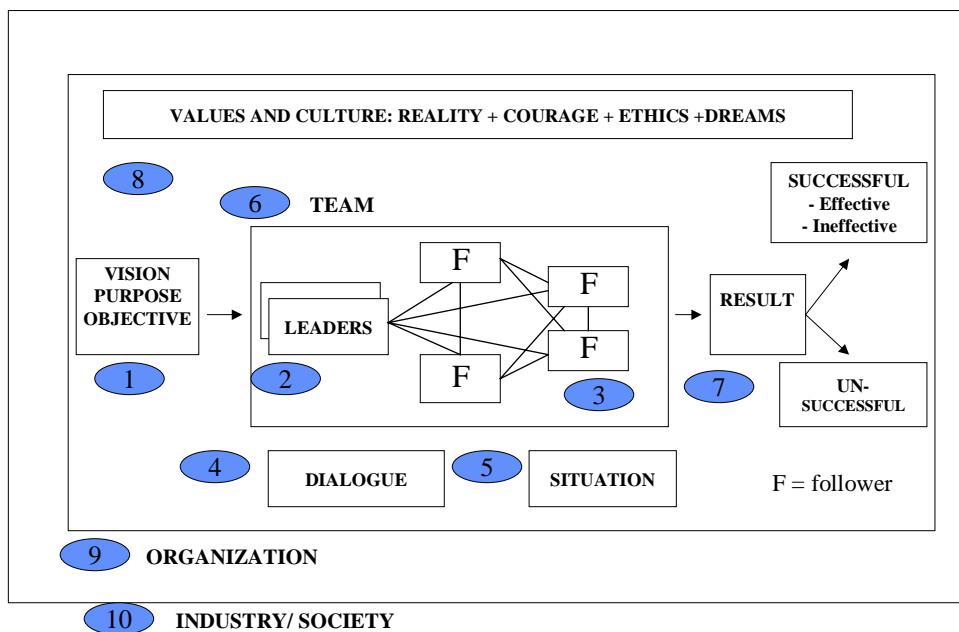 VALUES AND CULTURE: REALITY + COURAGE + ETHICS +DREAMS
8
6
TEAM
SUCCESSFUL
- Effective
- Ineffective
VISION
PURPOSE
OBJECTIVE
LEADERS
F
F
F
F
RESULT
1
2
3
7
UN-
SUCCESSFUL
4
DIALOGUE
5
SITUATION
F = follower
9
ORGANIZATION
10
INDUSTRY/ SOCIETY